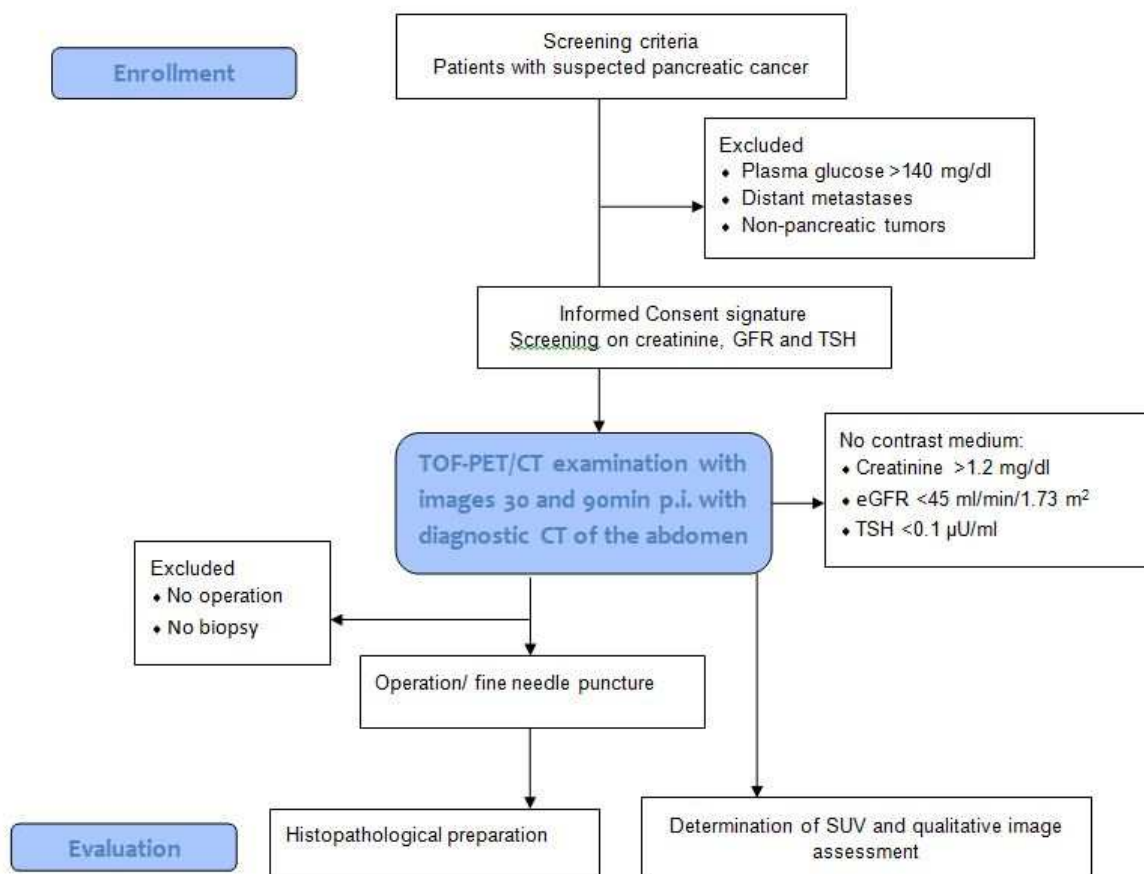 Enrollment
Screening criteria
Patients with suspected pancreatic cancer
Excluded
♦ Plasma glucose >140 mg/dl
♦ Distant metastases
♦ Non-pancreatic tumors
Informed Consent signature
Screening on creatinine, GFR and TSH
TOF-PET/CT examination with
images 30 and 90min p.i. with
diagnostic CT of the abdomen
No contrast medium:
♦ Creatinine >1.2 mg/dl
♦ eGFR <45 ml/min/1.73 m²
♦ TSH <0.1 µU/ml
Excluded
♦ No operation
♦ No biopsy
Operation/ fine needle puncture
Evaluation
Histopathological preparation
Determination of SUV and qualitative image
assessment